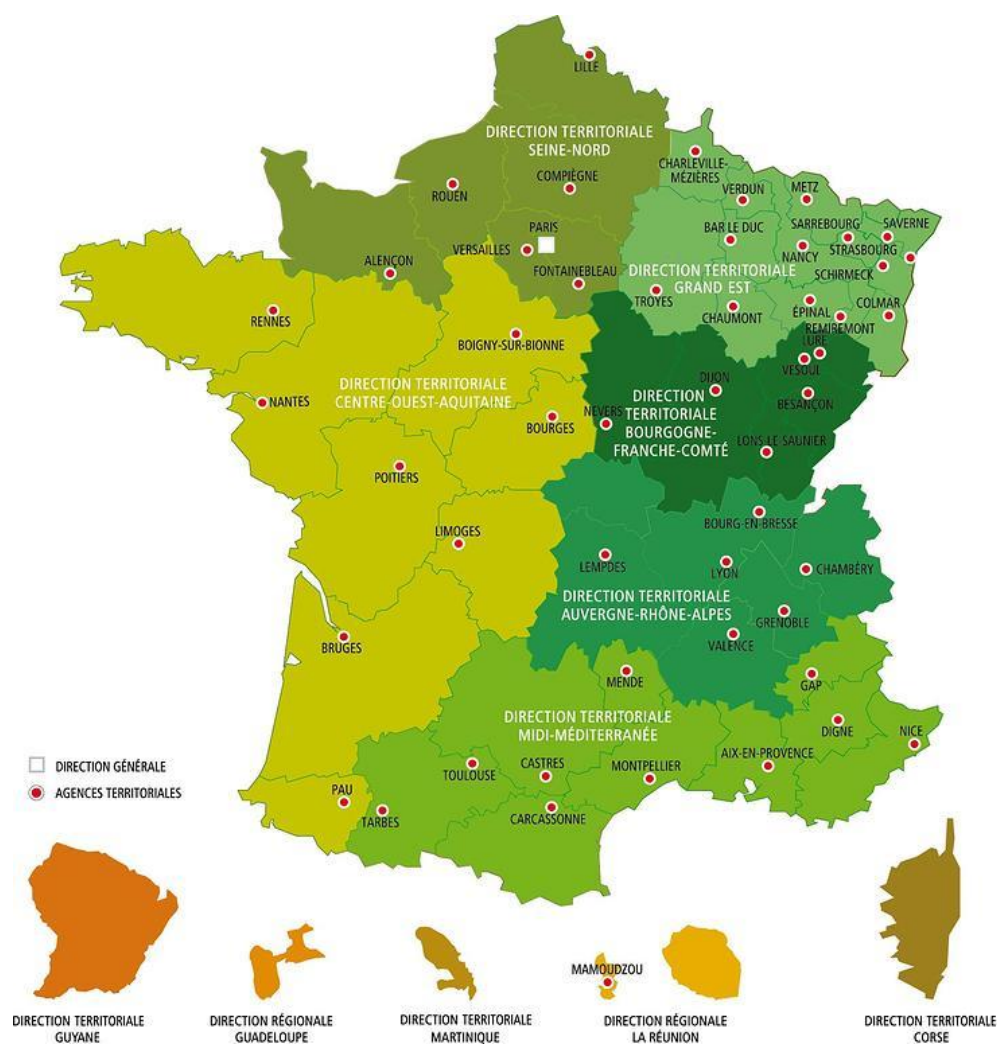 LILLE
DIRECTION TERRITORIALE
SEINE-NORD
CHARLEVILLE-
MÉZIÈRES
COMPIÈGNE
ROUEN
VERDUN
METZ
PARIS
BAR LE DUC
SARREBOURG
SAVERNE
VERSAILLES
NANCY
STRASBOURG
ALENÇON
FONTAINEBLEAU
DIRECTION TERRITORIALE
GRAND EST
SCHIRMECK
TROYES
CHAUMONT
ÉPINAL
COLMAR
RENNES
REMIREMONT
BOIGNY-SUR-BIONNE
LURE
VESOUL
DIRECTION TERRITORIALE
CENTRE-OUEST-AQUITAINE
DIJON
DIRECTION
TERRITORIALE
BOURGOGNE-
FRANCHE-COMTÉ
BESANÇON
NANTES
BOURGES
NEVERS
LONS LE SAUNIER
POITIERS
BOURG-EN-BRESSE
LIMOGES
LEMPDES
LYON
CHAMBÉRY
DIRECTION TERRITORIALE
AUVERGNE-RHÔNE-ALPES
GRENOBLE
BRUGES
VALENCE
MENDE
GAP
DIRECTION TERRITORIALE
MIDI-MÉDITERRANÉE
DIGNE
NICE
AIX-EN-PROVENCE
TOULOUSE
CASTRES
MONTPELLIER
DIRECTION GÉNÉRALE
AGENCES TERRITORIALES
PAU
TARBES
CARCASSONNE
MAMOUDZOU
DIRECTION TERRITORIALE
GUYANE
DIRECTION RÉGIONALE
GUADELOUPE
DIRECTION TERRITORIALE
MARTINIQUE
DIRECTION RÉGIONALE
LA RÉUNION
DIRECTION TERRITORIALE
CORSE